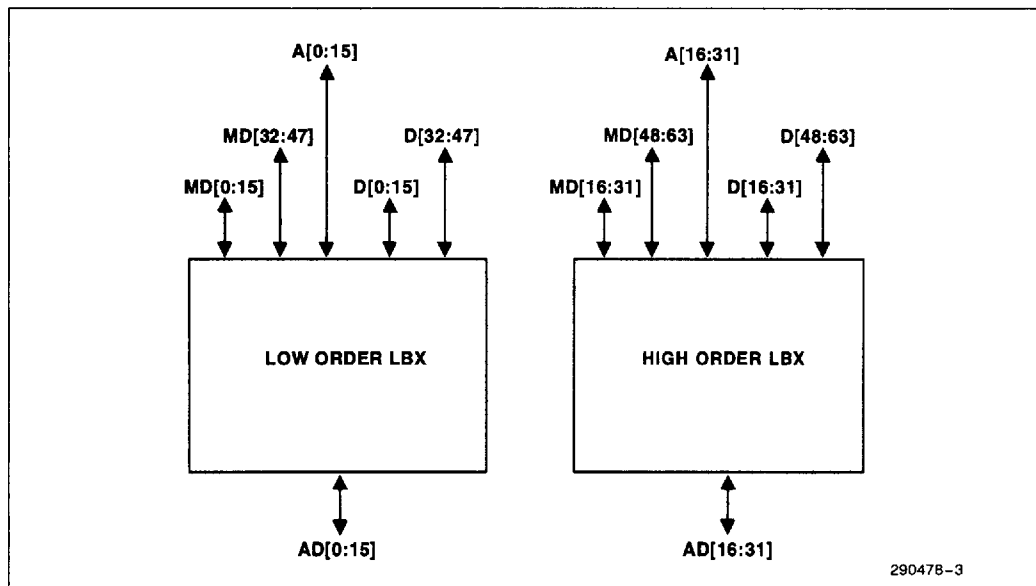 A[0:15] A[16:31]
MD[32:47] D[32:47] MD[48:63] D[48:63]
MD[0:15] D[0:15] MD[16:31] D[16:31]
LOW ORDER LBX HIGH ORDER LBX
AD[0:15] AD[16:31]
290478-3